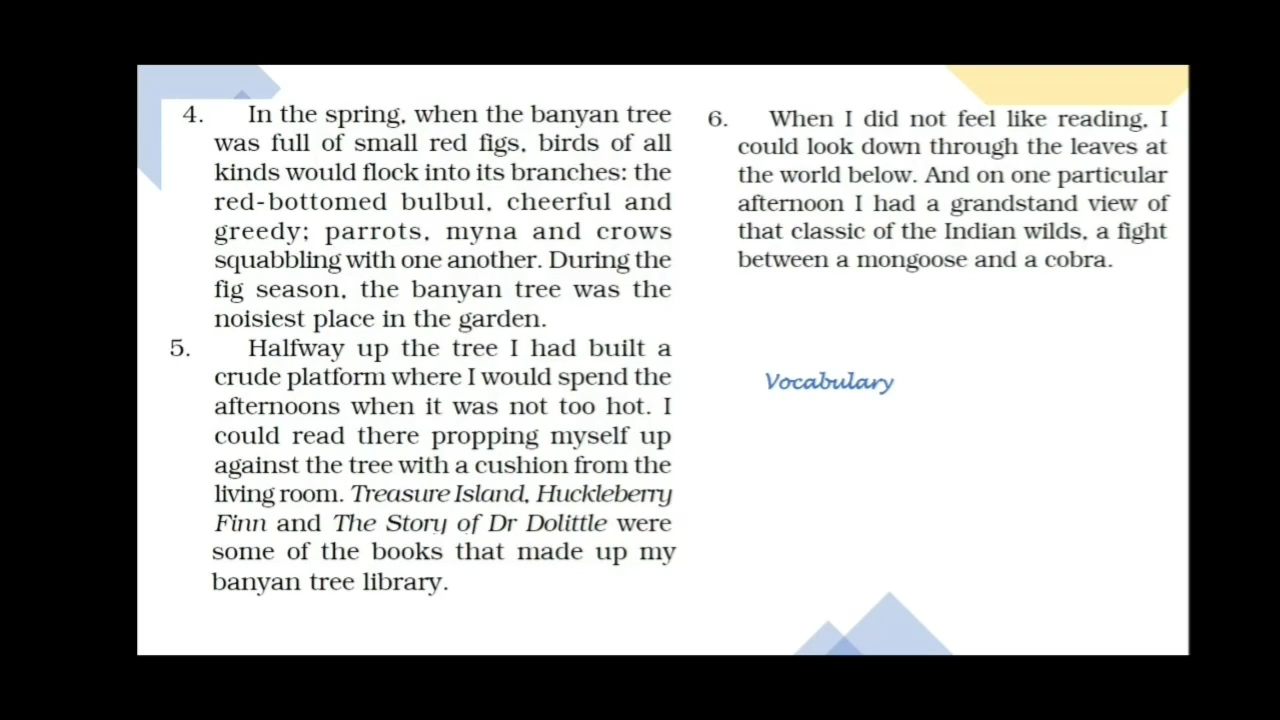 4. In the spring, when the banyan tree
was full of small red figs, birds of all
kinds would flock into its branches: the
red-bottomed bulbul, cheerful and
greedy; parrots, myna and crows
squabbling with one another. During the
fig season, the banyan tree was the
noisiest place in the garden.
5. Halfway up the tree I had built a
crude platform where I would spend the
afternoons when it was not too hot. I
could read there propping myself up
against the tree with a cushion from the
living room. Treasure Island, Huckleberry
Finn and The Story of Dr Dolittle were
some of the books that made up my
banyan tree library.
6. When I did not feel like reading, I
could look down through the leaves at
the world below. And on one particular
afternoon I had a grandstand view of
that classic of the Indian wilds, a fight
between a mongoose and a cobra.
Vocabulary